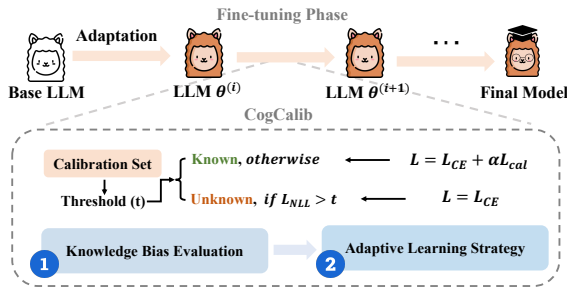 Fine-tuning Phase
Adaptation
...
Base LLM
LLM θ^(i)
LLM θ^(i+1)
Final Model
CogCalib
Calibration Set
Threshold (t)
Known, otherwise
L = L_CE + αL_cal
Unknown, if L_NLL > t
L = L_CE
1 Knowledge Bias Evaluation
2 Adaptive Learning Strategy